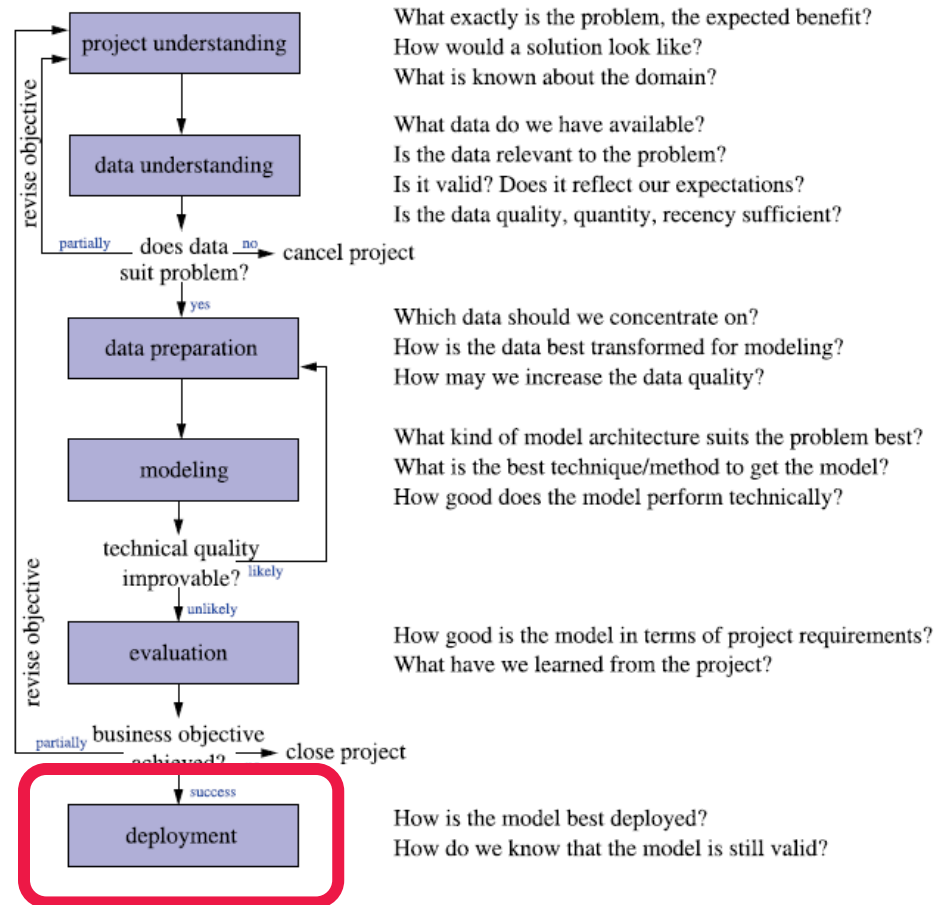 project understanding
What exactly is the problem, the expected benefit?
How would a solution look like?
What is known about the domain?
revise objective
data understanding
What data do we have available?
Is the data relevant to the problem?
Is it valid? Does it reflect our expectations?
Is the data quality, quantity, recency sufficient?
partially
does data
suit problem?
no
cancel project
yes
data preparation
Which data should we concentrate on?
How is the data best transformed for modeling?
How may we increase the data quality?
modeling
What kind of model architecture suits the problem best?
What is the best technique/method to get the model?
How good does the model perform technically?
technical quality
improvable?
likely
unlikely
revise objective
evaluation
How good is the model in terms of project requirements?
What have we learned from the project?
partially
business objective
achieved?
close project
success
deployment
How is the model best deployed?
How do we know that the model is still valid?